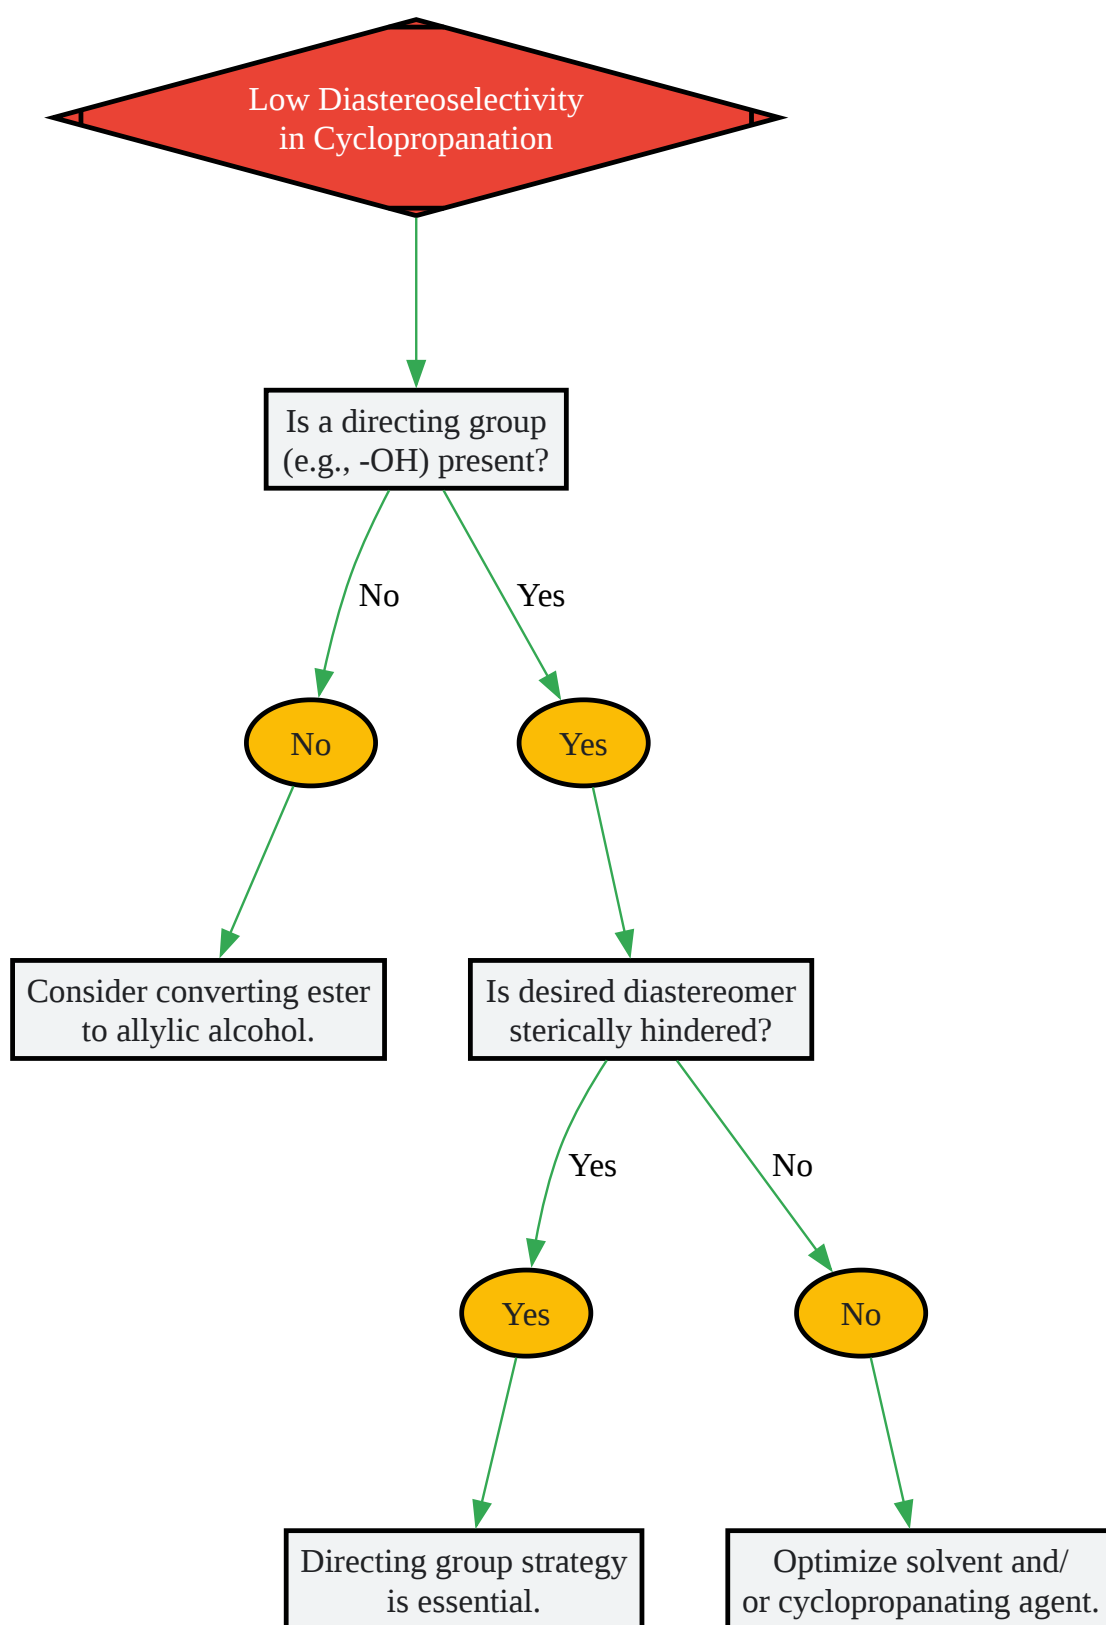 Low Diastereoselectivity
in Cyclopropanation
Is a directing group
(e.g., -OH) present?
No
Yes
No
Yes
Consider converting ester
to allylic alcohol.
Is desired diastereomer
sterically hindered?
Yes
No
Yes
No
Directing group strategy
is essential.
Optimize solvent and/
or cyclopropanating agent.